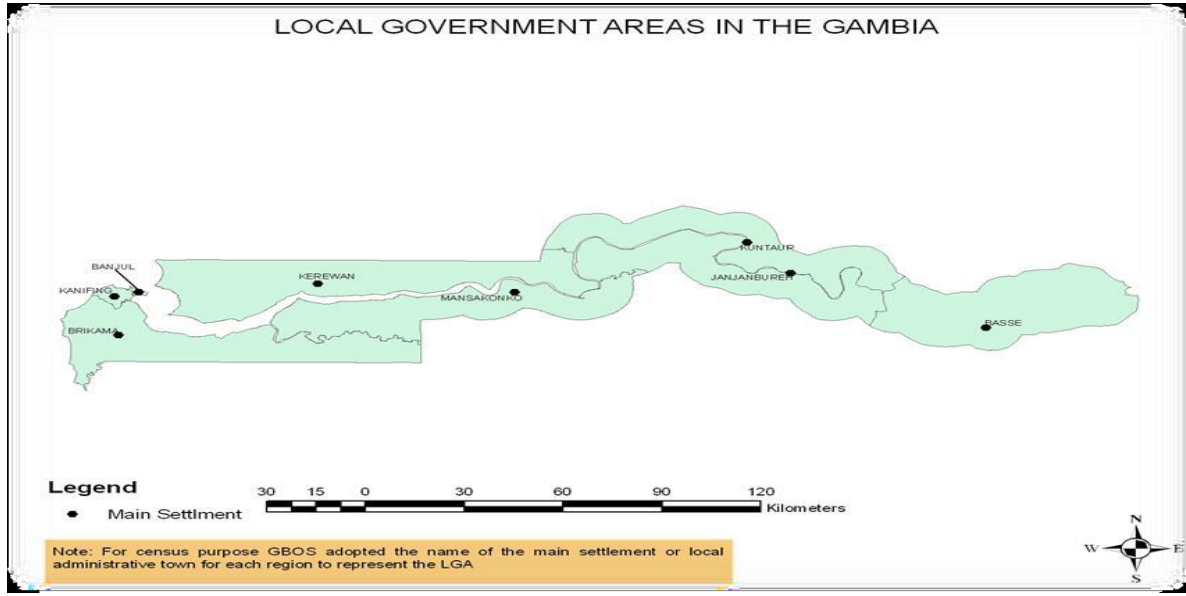 LOCAL GOVERNMENT AREAS IN THE GAMBIA
BANJUL
KANIFING
BRIKAMA
KEREWAN
MANSAKONKO
KUNTAUR
JANJANBUREH
BASSE
Legend
Main Settlment
30 15 0 30 60 90 120
Kilometers
Note: For census purpose GBOS adopted the name of the main settlement or local
administrative town for each region to represent the LGA
N
W E
S